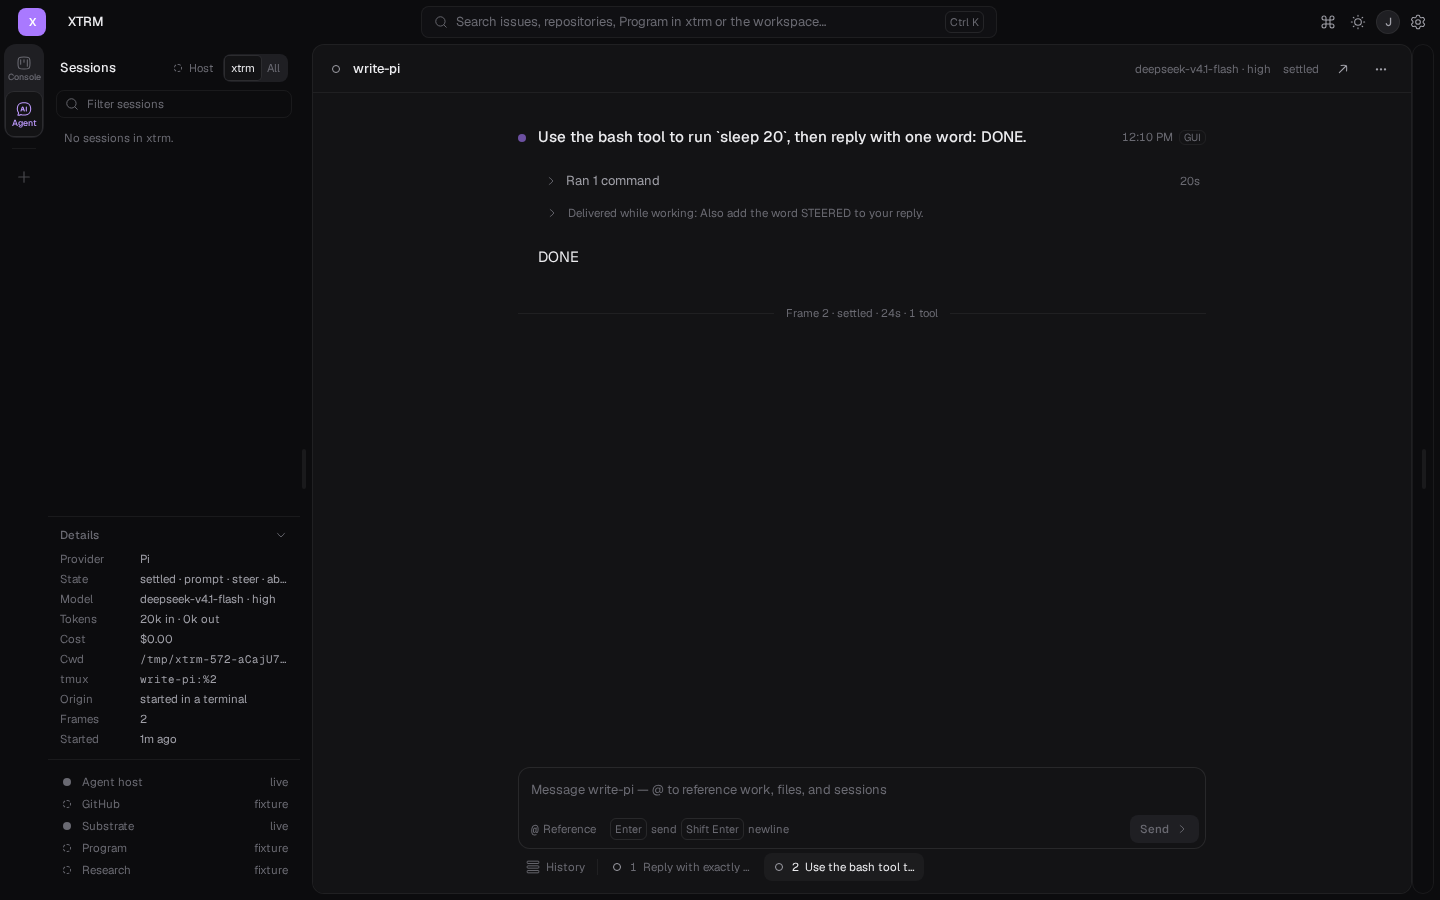 X XTRM
Search issues, repositories, Program in xtrm or the workspace… Ctrl K
J
Console
AI
Agent
Sessions Host xtrm All
Filter sessions
No sessions in xtrm.
write-pi deepseek-v4.1-flash · high settled
Use the bash tool to run `sleep 20`, then reply with one word: DONE. 12:10 PM GUI
Ran 1 command 20s
Delivered while working: Also add the word STEERED to your reply.
DONE
Frame 2 · settled · 24s · 1 tool
Details
Provider Pi
State settled · prompt · steer · ab…
Model deepseek-v4.1-flash · high
Tokens 20k in · 0k out
Cost $0.00
Cwd /tmp/xtrm-572-aCajU7…
tmux write-pi:%2
Origin started in a terminal
Frames 2
Started 1m ago
Agent host live
GitHub fixture
Substrate live
Program fixture
Research fixture
Message write-pi — @ to reference work, files, and sessions
@ Reference Enter send Shift Enter newline Send
History 1 Reply with exactly … 2 Use the bash tool t…